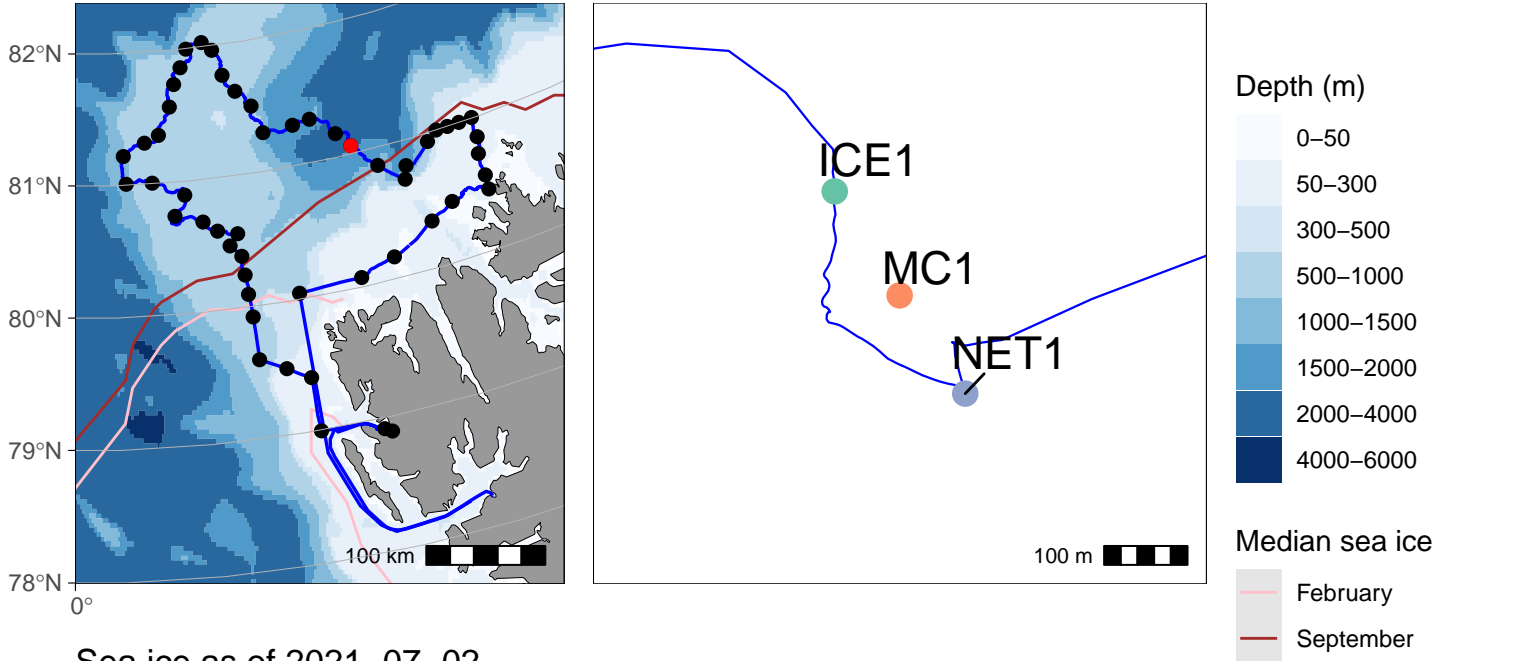 82°N
81°N
80°N
79°N
78°N
0°
100 km
ICE1
MC1
NET1
100 m
Depth (m)
0–50
50–300
300–500
500–1000
1000–1500
1500–2000
2000–4000
4000–6000
Median sea ice
February
September
Sea ice as of 2021–07–02